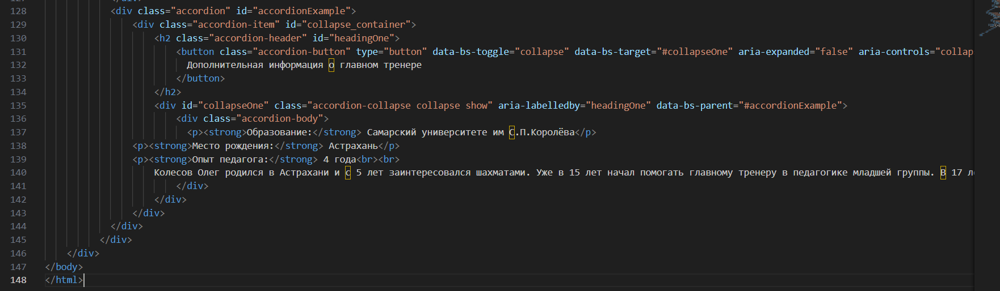 128 <div class="accordion" id="accordionExample">
129 <div class="accordion-item" id="collapse_container">
130 <h2 class="accordion-header" id="headingOne">
131 <button class="accordion-button" type="button" data-bs-toggle="collapse" data-bs-target="#collapseOne" aria-expanded="false" aria-controls="collap
132 Дополнительная информация о главном тренере
133 </button>
134 </h2>
135 <div id="collapseOne" class="accordion-collapse collapse show" aria-labelledby="headingOne" data-bs-parent="#accordionExample">
136 <div class="accordion-body">
137 <p><strong>Образование:</strong> Самарский университете им С.П.Королёва</p>
138 <p><strong>Место рождения:</strong> Астрахань</p>
139 <p><strong>Опыт педагога:</strong> 4 года<br><br>
140 Колесов Олег родился в Астрахани и с 5 лет заинтересовался шахматами. Уже в 15 лет начал помогать главному тренеру в педагогике младшей группы. В 17 л
141 </div>
142 </div>
143 </div>
144 </div>
145 </div>
146 </div>
147 </body>
148 </html>